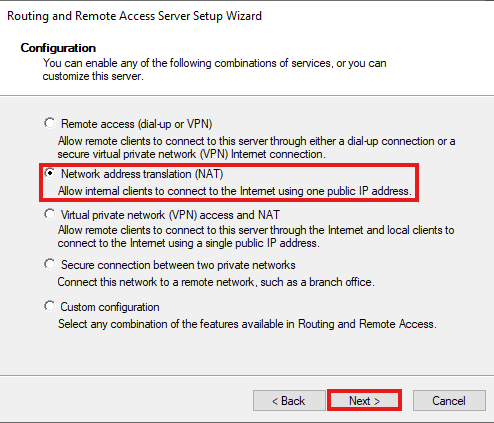 Routing and Remote Access Server Setup Wizard
Configuration
You can enable any of the following combinations of services, or you can
customize this server.
Remote access (dial-up or VPN)
Allow remote clients to connect to this server through either a dial-up connection or a
secure virtual private network (VPN) Internet connection.
Network address translation (NAT)
Allow internal clients to connect to the Internet using one public IP address.
Virtual private network (VPN) access and NAT
Allow remote clients to connect to this server through the Internet and local clients to
connect to the Internet using a single public IP address.
Secure connection between two private networks
Connect this network to a remote network, such as a branch office.
Custom configuration
Select any combination of the features available in Routing and Remote Access.
< Back Next > Cancel